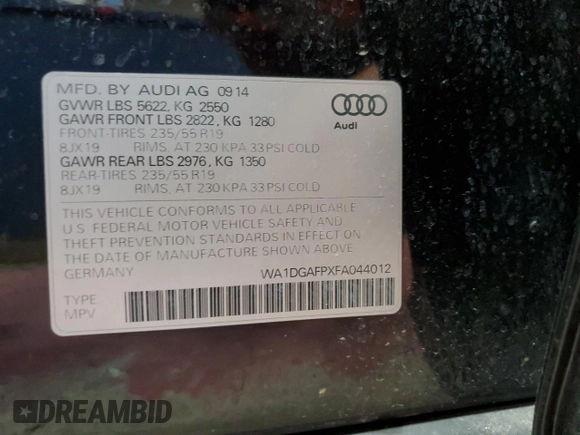 MFD. BY AUDI AG 09 14
GVWR LBS 5622, KG 2550
GAWR FRONT LBS 2822, KG 1280
FRONT-TIRES 235/55 R19
8JX19 RIMS, AT 230 KPA 33 PSI COLD
GAWR REAR LBS 2976, KG 1350
REAR-TIRES 235/55 R19
8JX19 RIMS, AT 230 KPA 33 PSI COLD
Audi
THIS VEHICLE CONFORMS TO ALL APPLICABLE
U.S. FEDERAL MOTOR VEHICLE SAFETY AND
THEFT PREVENTION STANDARDS IN EFFECT ON
THE DATE OF MANUFACTURE SHOWN ABOVE.
GERMANY WA1DGAFPXFA044012
TYPE
MPV
DREAMBID